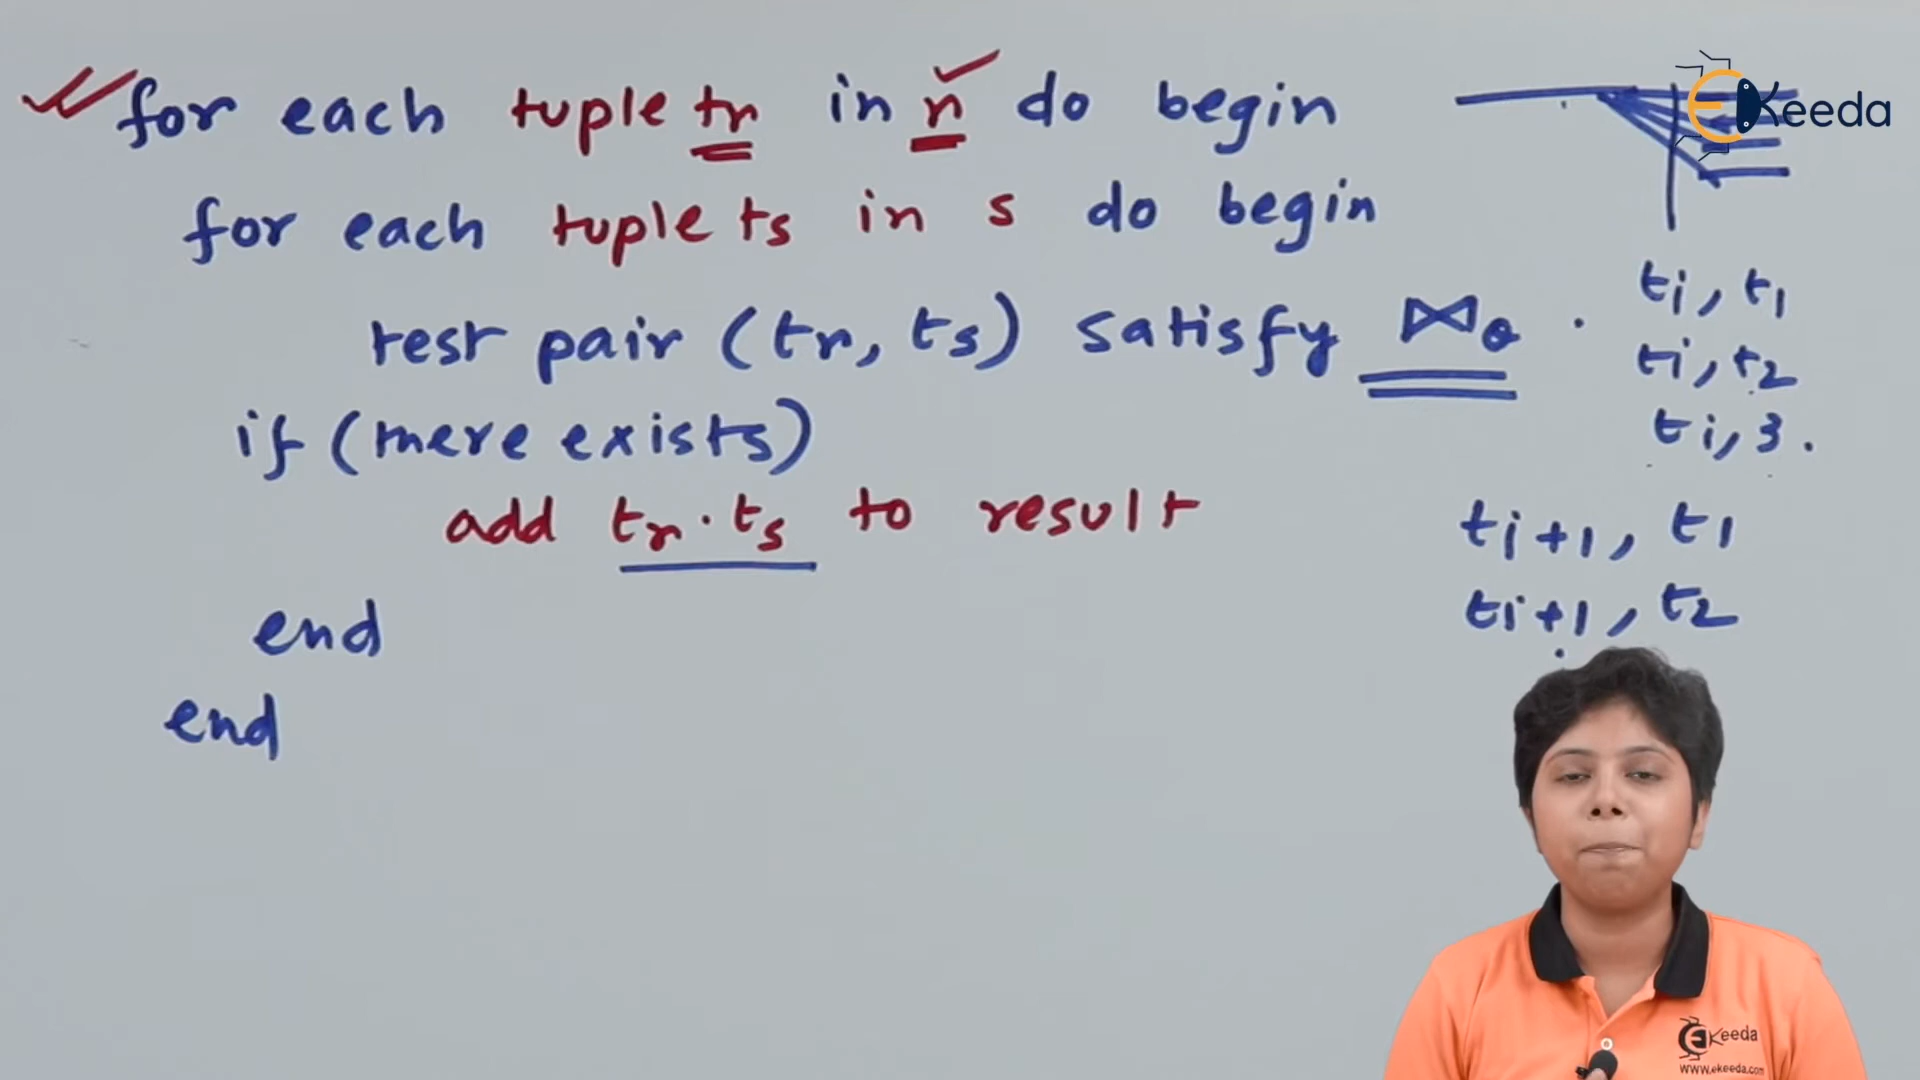 for each tuple tr in r do begin
for each tuple ts in s do begin
test pair (tr, ts) satisfy ⋈θ .
if (there exists)
add tr . ts to result
end
end
ti, t1
ti, t2
ti, 3 .
ti+1, t1
ti+1, t2
EKeeda
EKeeda
www.ekeeda.com